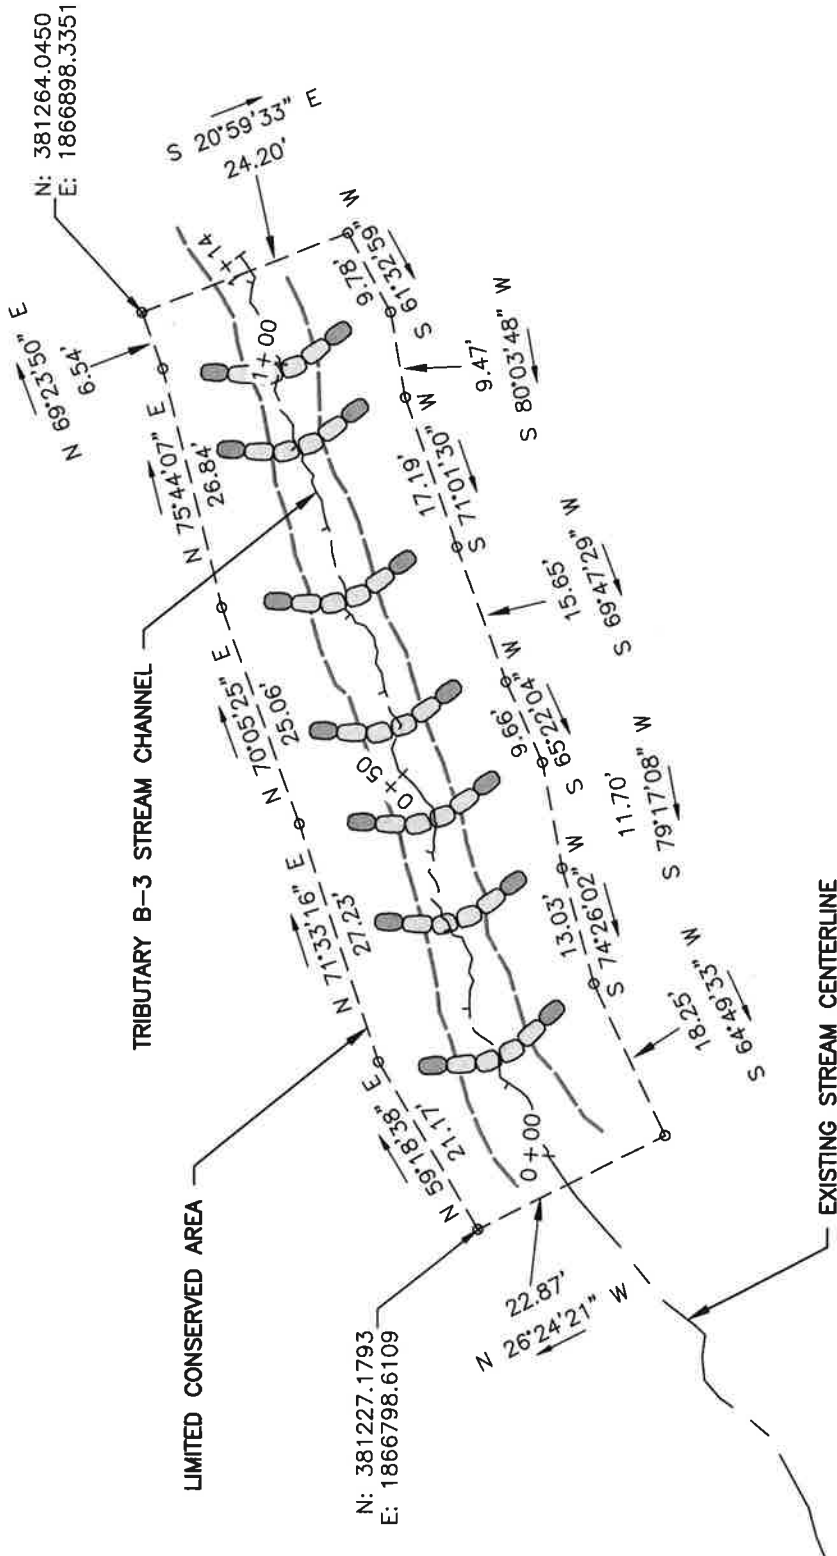 N: 381264.0450
E: 1866898.3351
S 20°59'33" E
24.20'
N 69°23'50" E
6.54'
N 75°44'07" E
26.84'
N 70°05'25" E
25.06'
N 71°33'16" E
27.23'
N 59°18'38" E
21.17'
TRIBUTARY B-3 STREAM CHANNEL
LIMITED CONSERVED AREA
1+14
1+00
0+50
0+00
9.78'
S 61°32'59" W
9.47'
S 80°03'48" W
17.19'
S 71°01'30" W
15.65'
S 69°47'29" W
9.66'
S 65°22'04" W
11.70'
S 79°17'08" W
13.03'
S 74°26'02" W
18.25'
S 64°49'33" W
N: 381227.1793
E: 1866798.6109
22.87'
N 26°24'21" W
EXISTING STREAM CENTERLINE